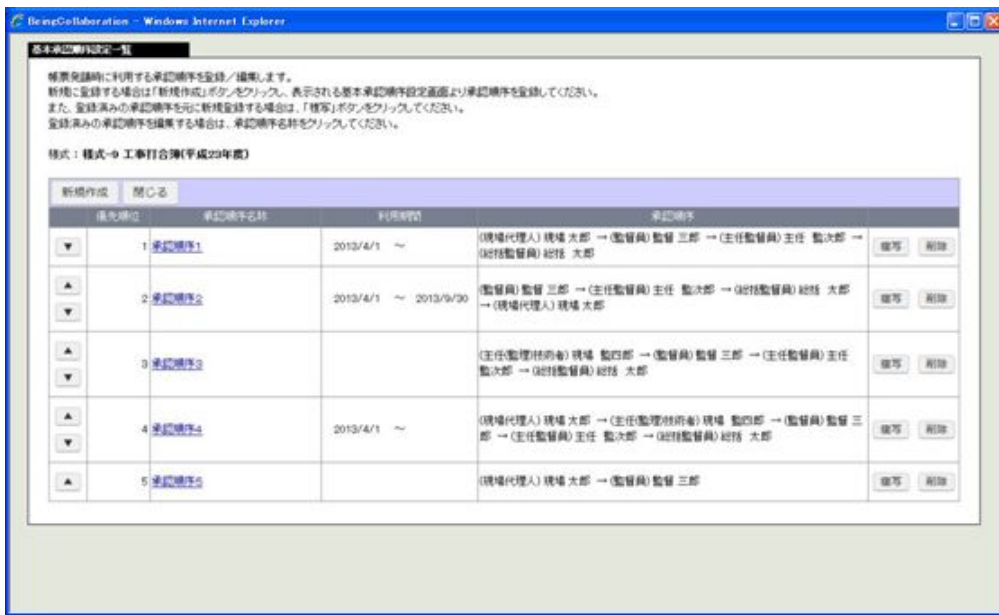 BeingCollaboration - Windows Internet Explorer
基本承認順序設定一覧
帳票発議時に利用する承認順序を登録／編集します。
新規に登録する場合は「新規作成」ボタンをクリックし、表示される基本承認順序設定画面より承認順序を登録してください。
また、登録済みの承認順序を元に新規登録する場合は、「複写」ボタンをクリックしてください。
登録済みの承認順序を編集する場合は、承認順序名称をクリックしてください。
様式：様式-9 工事打合簿(平成23年度)
新規作成 閉じる
優先順位 承認順序名称 利用期間 承認順序
▼ 1 承認順序1 2013/4/1 ～ (現場代理人) 現場 太郎 → (監督員) 監督 三郎 → (主任監督員) 主任 監次郎 →
(総括監督員) 総括 太郎 複写 削除
▲ ▼ 2 承認順序2 2013/4/1 ～ 2013/9/30 (監督員) 監督 三郎 → (主任監督員) 主任 監次郎 → (総括監督員) 総括 太郎
→ (現場代理人) 現場 太郎 複写 削除
▲ ▼ 3 承認順序3 (主任(監理)技術者) 現場 監四郎 → (監督員) 監督 三郎 → (主任監督員) 主任
監次郎 → (総括監督員) 総括 太郎 複写 削除
▲ ▼ 4 承認順序4 2013/4/1 ～ (現場代理人) 現場 太郎 → (主任(監理)技術者) 現場 監四郎 → (監督員) 監督 三
郎 → (主任監督員) 主任 監次郎 → (総括監督員) 総括 太郎 複写 削除
▲ 5 承認順序5 (現場代理人) 現場 太郎 → (監督員) 監督 三郎 複写 削除